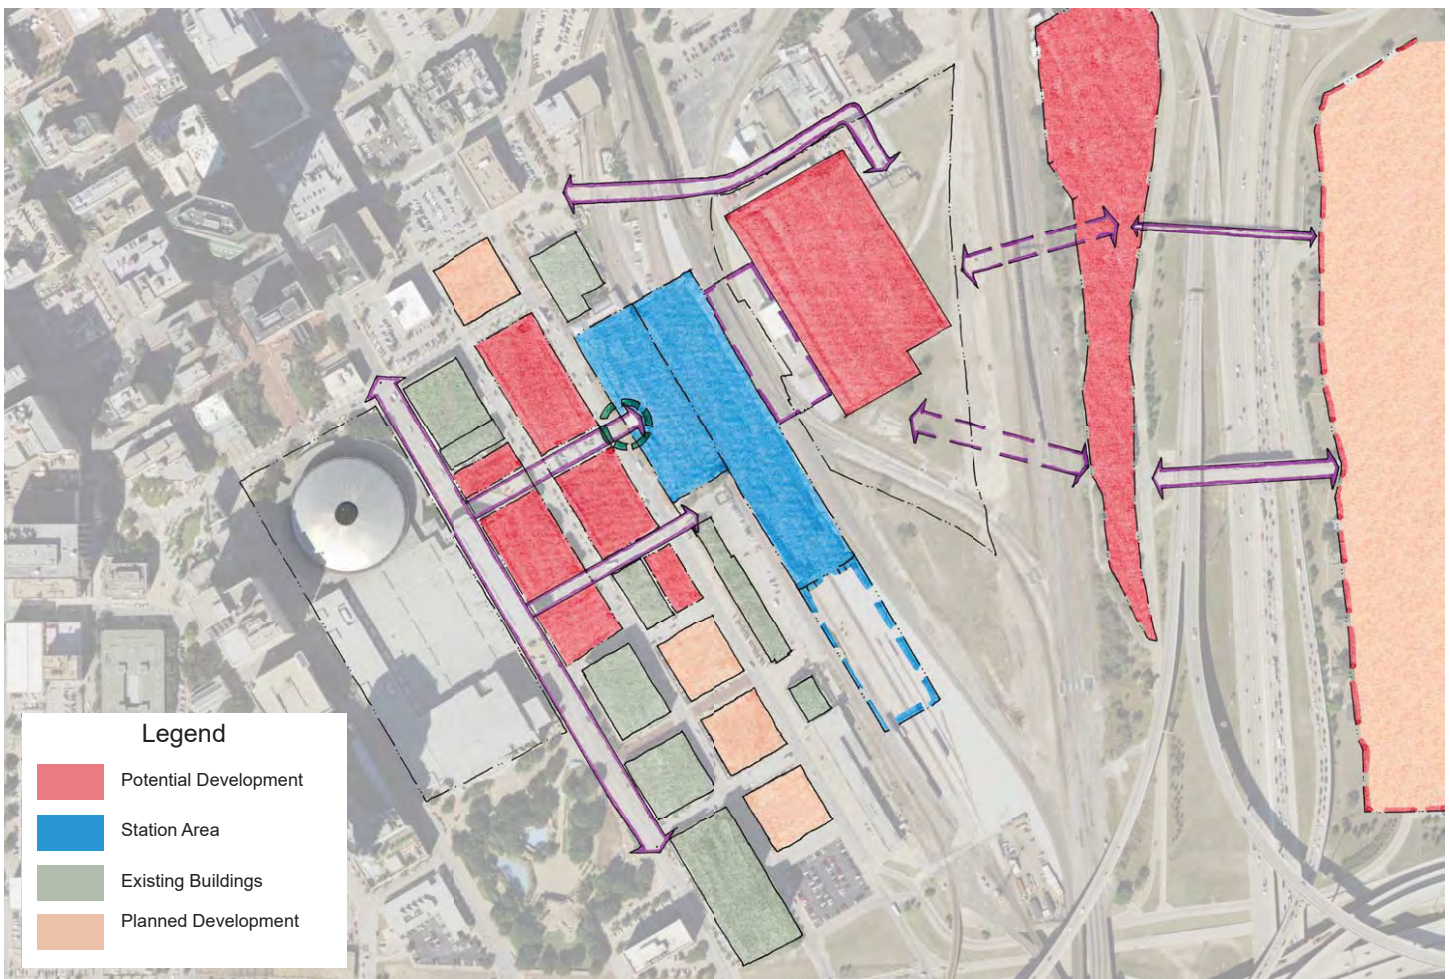 Legend
Potential Development
Station Area
Existing Buildings
Planned Development